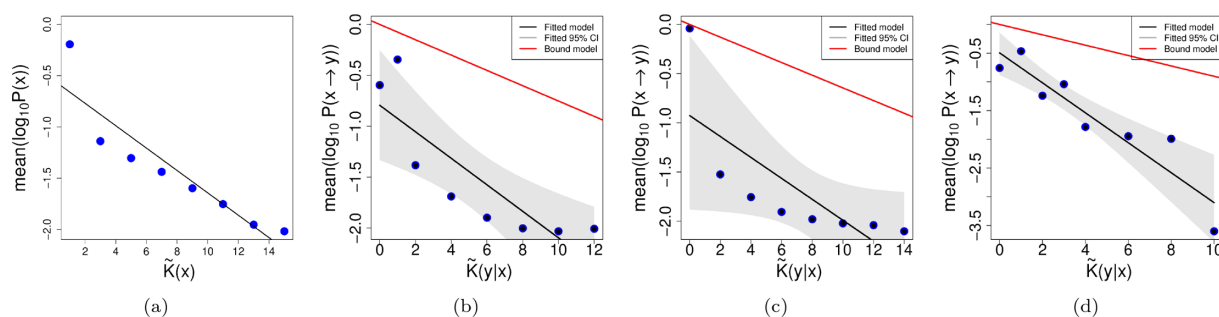 mean(log10P(x))
0.0
−0.5
−1.0
−1.5
−2.0
2 4 6 8 10 12 14
K̃(x)
(a)
mean(log10 P(x → y))
0.0
−0.5
−1.0
−1.5
−2.0
0 2 4 6 8 10 12
K̃(y|x)
Fitted model
Fitted 95% CI
Bound model
(b)
mean(log10 P(x → y))
0.0
−0.5
−1.0
−1.5
−2.0
0 2 4 6 8 10 12 14
K̃(y|x)
Fitted model
Fitted 95% CI
Bound model
(c)
mean(log10 P(x → y))
−0.5
−1.5
−2.5
−3.5
0 2 4 6 8 10
K̃(y|x)
Fitted model
Fitted 95% CI
Bound model
(d)